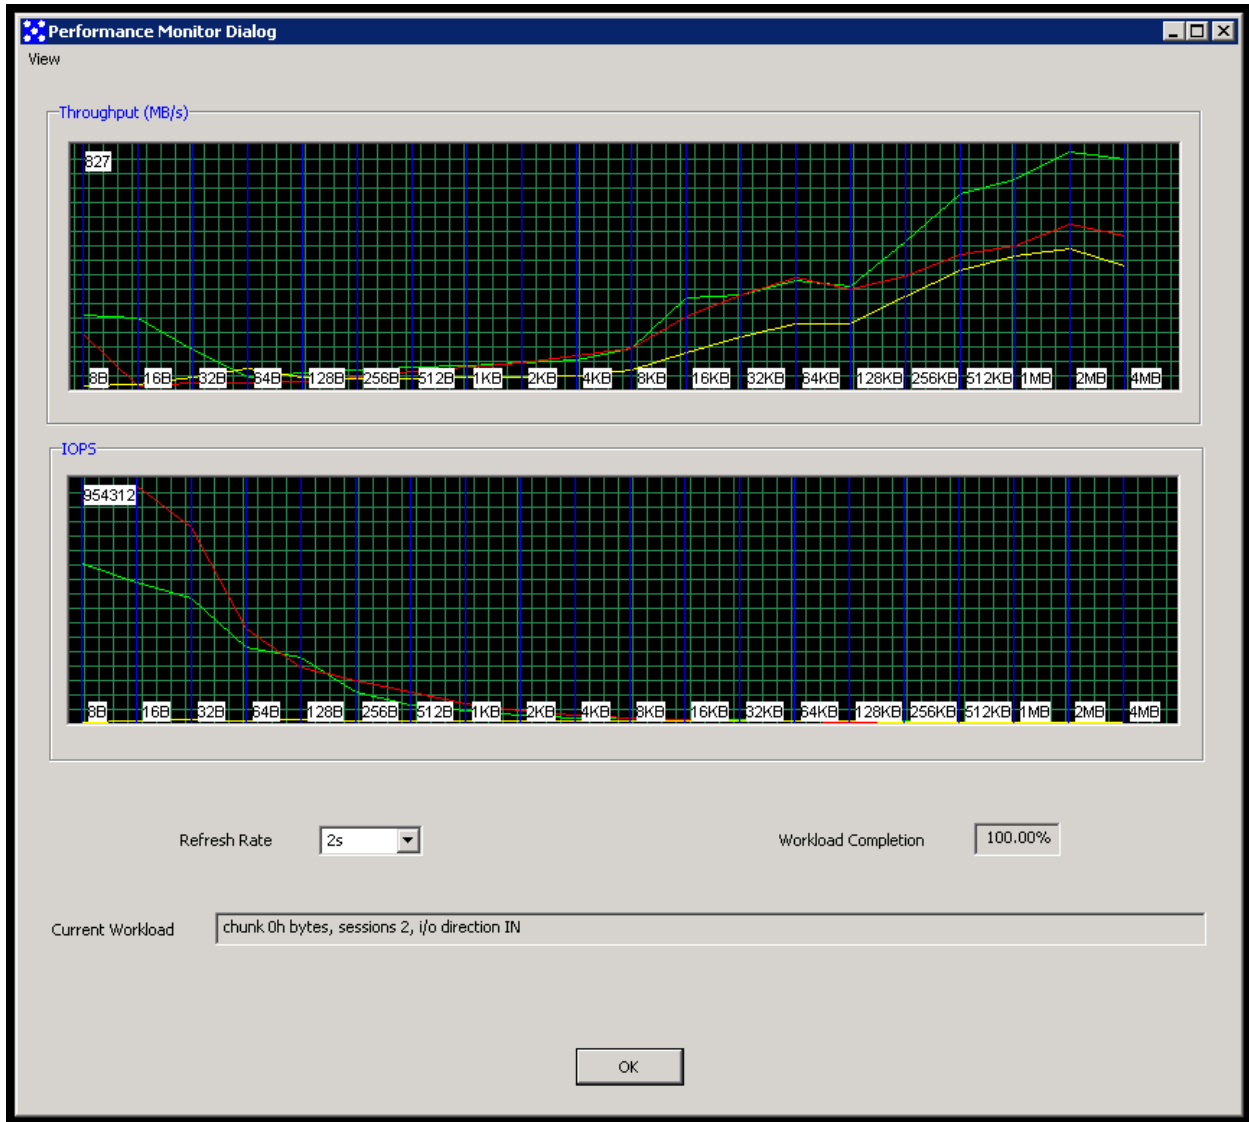 Performance Monitor Dialog
View
Throughput (MB/s)
827
8B 16B 32B 64B 128B 256B 512B 1KB 2KB 4KB 8KB 16KB 32KB 64KB 128KB 256KB 512KB 1MB 2MB 4MB
IOPS
954312
8B 16B 32B 64B 128B 256B 512B 1KB 2KB 4KB 8KB 16KB 32KB 64KB 128KB 256KB 512KB 1MB 2MB 4MB
Refresh Rate 2s Workload Completion 100.00%
Current Workload chunk 0h bytes, sessions 2, i/o direction IN
OK